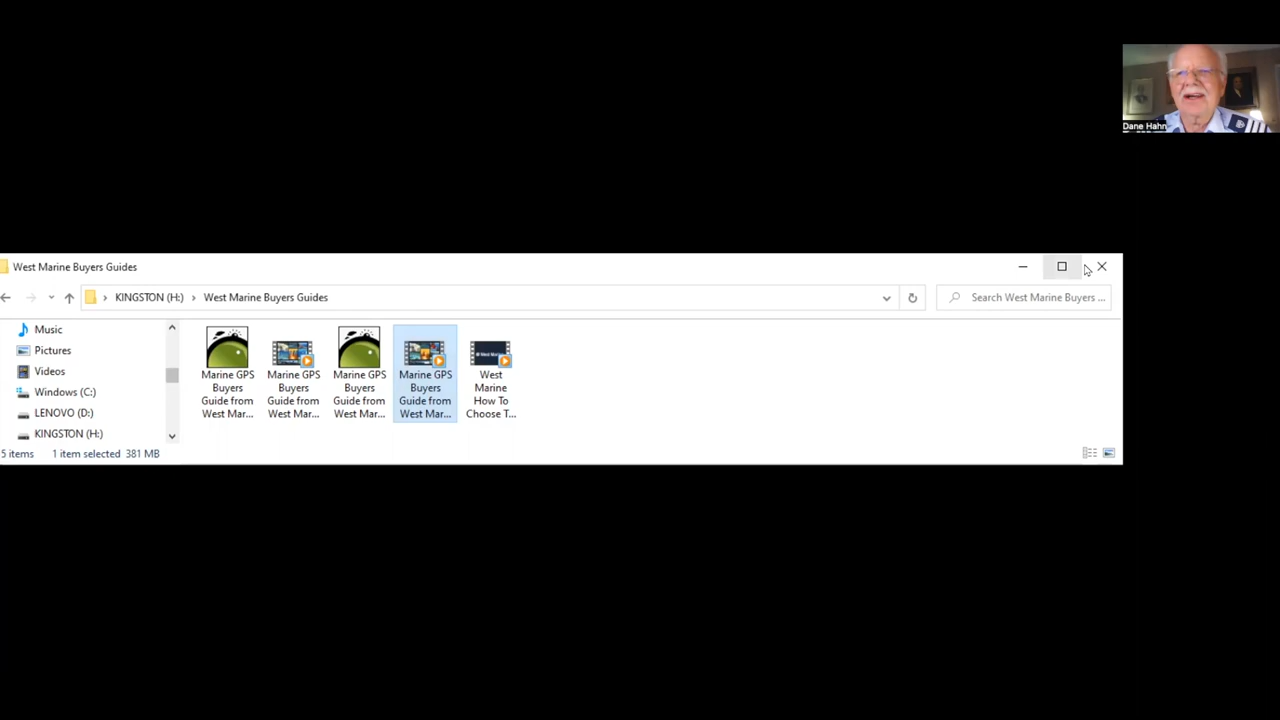 Dane Hahn
West Marine Buyers Guides
KINGSTON (H:)
West Marine Buyers Guides
Search West Marine Buyers ...
Music
Pictures
Videos
Windows (C:)
LENOVO (D:)
KINGSTON (H:)
Marine GPS
Buyers
Guide from
West Mar...
Marine GPS
Buyers
Guide from
West Mar...
Marine GPS
Buyers
Guide from
West Mar...
Marine GPS
Buyers
Guide from
West Mar...
West Marine
West
Marine
How To
Choose T...
5 items 1 item selected 381 MB